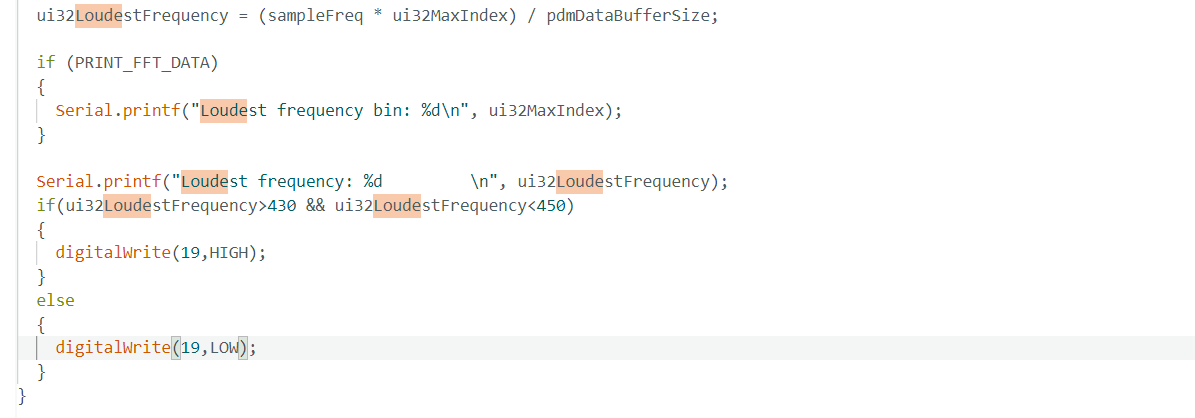 ui32LoudestFrequency = (sampleFreq * ui32MaxIndex) / pdmDataBufferSize;
if (PRINT_FFT_DATA)
{
Serial.printf("Loudest frequency bin: %d\n", ui32MaxIndex);
}
Serial.printf("Loudest frequency: %d         \n", ui32LoudestFrequency);
if(ui32LoudestFrequency>430 && ui32LoudestFrequency<450)
{
digitalWrite(19,HIGH);
}
else
{
digitalWrite(19,LOW);
}
}